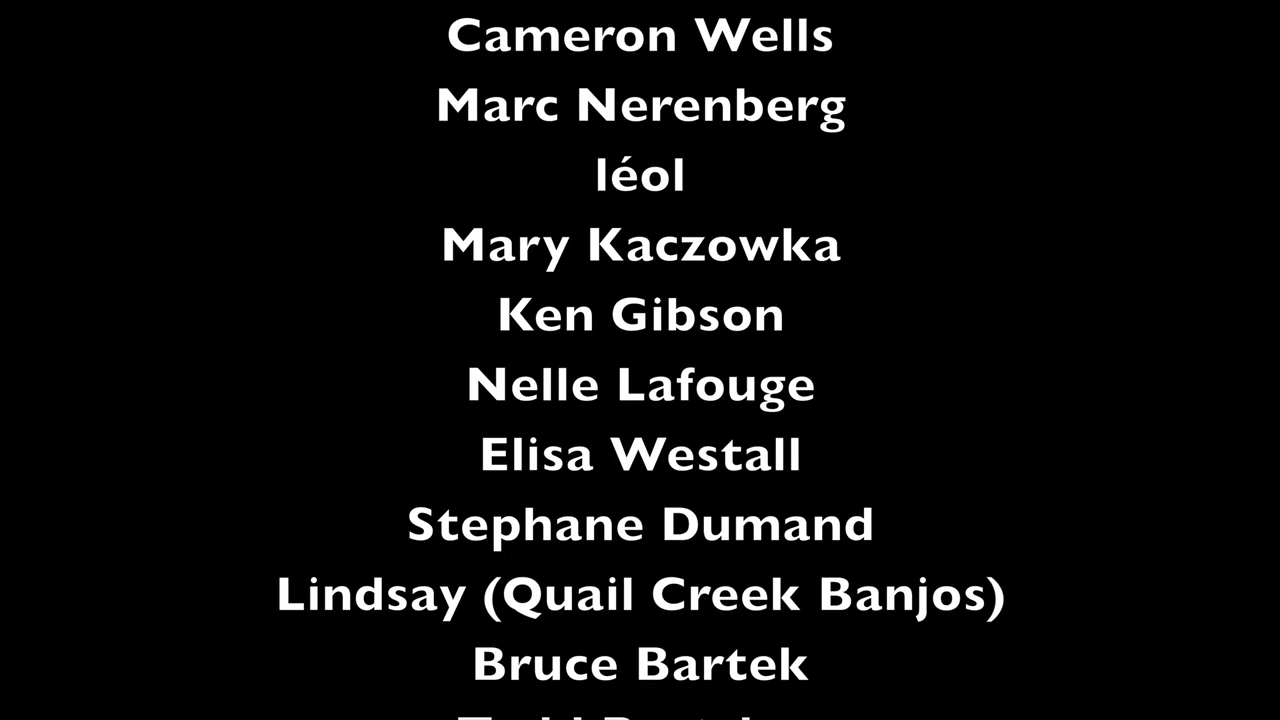 Cameron Wells
Marc Nerenberg
léol
Mary Kaczowka
Ken Gibson
Nelle Lafouge
Elisa Westall
Stephane Dumand
Lindsay (Quail Creek Banjos)
Bruce Bartek